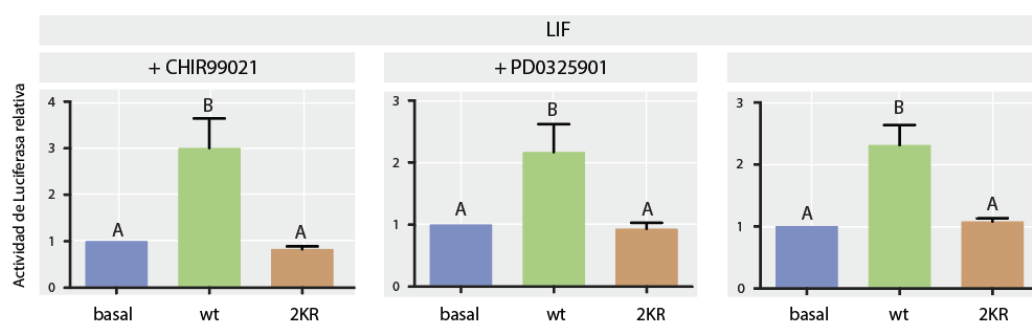 LIF
+ CHIR99021
+ PD0325901
Actividad de Luciferasa relativa
4
3
2
1
0
A
B
A
basal
wt
2KR
3
2
1
0
A
B
A
basal
wt
2KR
3
2
1
0
A
B
A
basal
wt
2KR